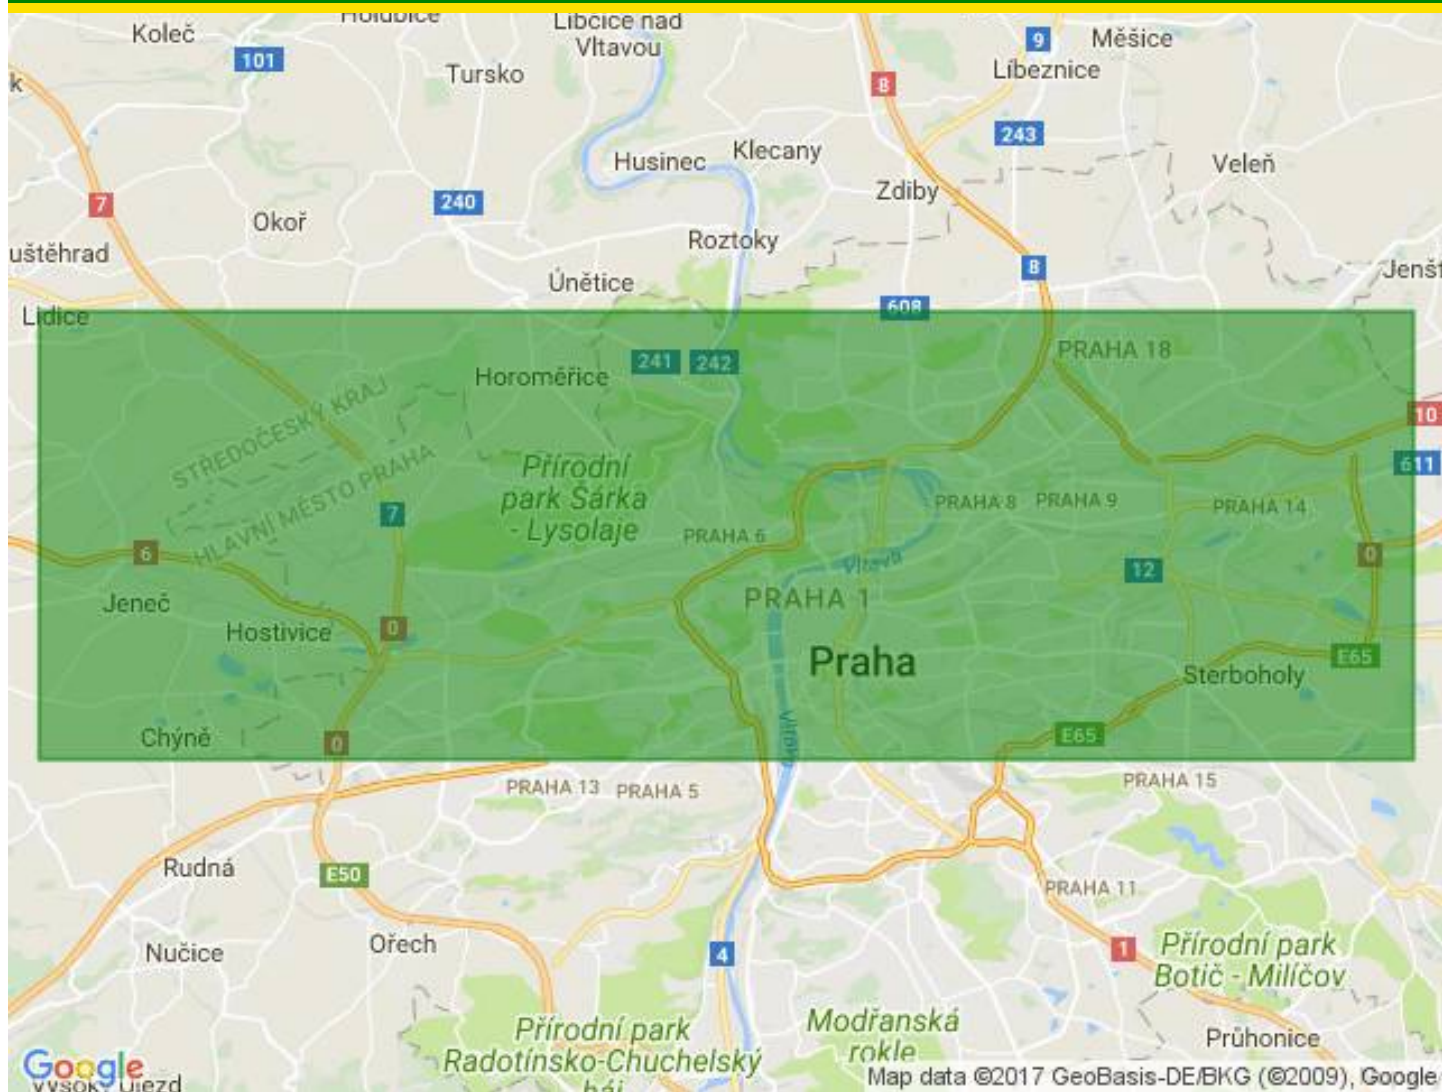 Holubice
Libčice nad
Vltavou
Koleč
101
Tursko
9
Měšice
Líbeznice
8
k
243
Husinec
Klecany
Veleň
Zdiby
7
240
Okoř
Roztoky
uštěhrad
8
Jenšt
Únětice
608
Lidice
PRAHA 18
241
242
Horoměřice
STŘEDOČESKÝ KRAJ
10
HLAVNÍ MĚSTO PRAHA
Přírodní
park Šárka
- Lysolaje
611
7
PRAHA 8
PRAHA 9
PRAHA 14
PRAHA 6
6
0
Vltava
12
Jeneč
PRAHA 1
Hostivice
0
Praha
E65
Sterboholy
Vltava
Chýně
0
E65
PRAHA 13
PRAHA 5
PRAHA 15
Rudná
E50
PRAHA 11
Nučice
Ořech
4
1
Přírodní park
Botič - Milíčov
Přírodní park
Radotínsko-Chuchelský
háj
Modřanská
rokle
Průhonice
Google
Vysoký Újezd
Map data ©2017 GeoBasis-DE/BKG (©2009), Google